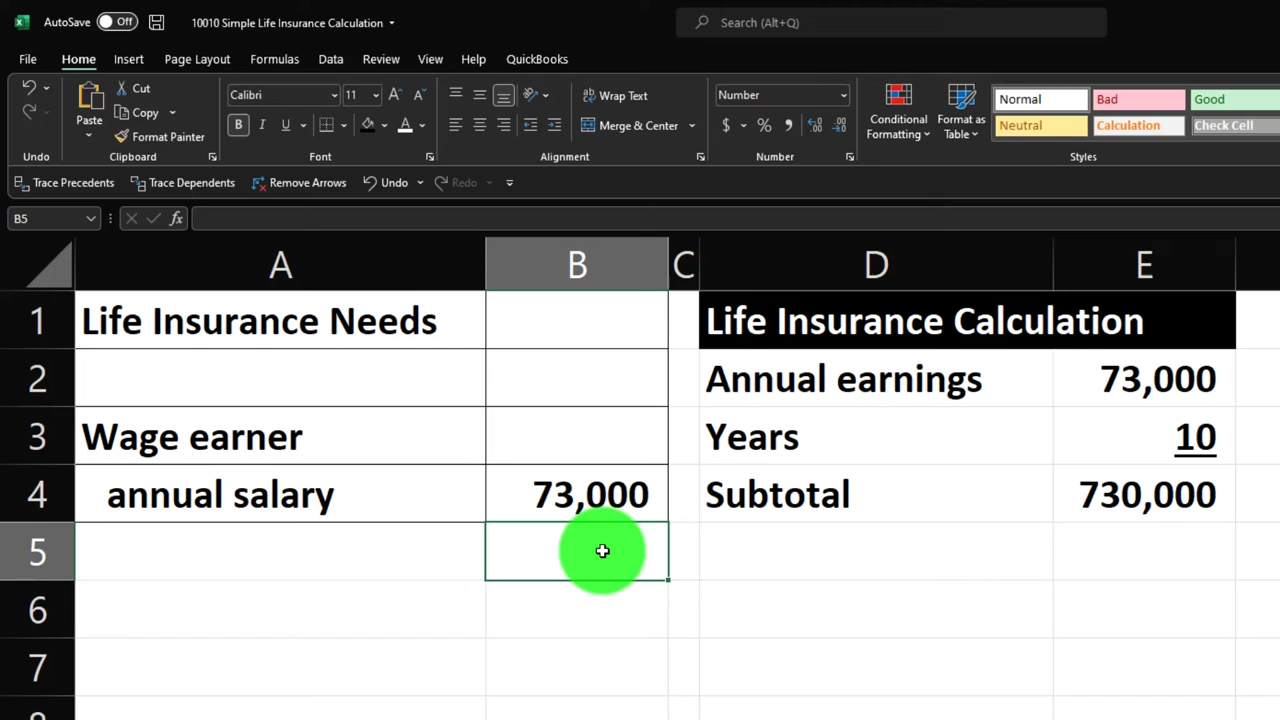 AutoSave Off 10010 Simple Life Insurance Calculation Search (Alt+Q)
File Home Insert Page Layout Formulas Data Review View Help QuickBooks
Paste Cut Copy Format Painter
Calibri 11 A A B I U A
Wrap Text Merge & Center
Number $ %
Conditional Formatting Format as Table
Normal Bad Good
Neutral Calculation Check Cell
Undo Clipboard Font Alignment Number Styles
Trace Precedents Trace Dependents Remove Arrows Undo Redo
B5 fx
A B C D E
1 Life Insurance Needs Life Insurance Calculation
2 Annual earnings 73,000
3 Wage earner Years 10
4 annual salary 73,000 Subtotal 730,000
5
6
7
8